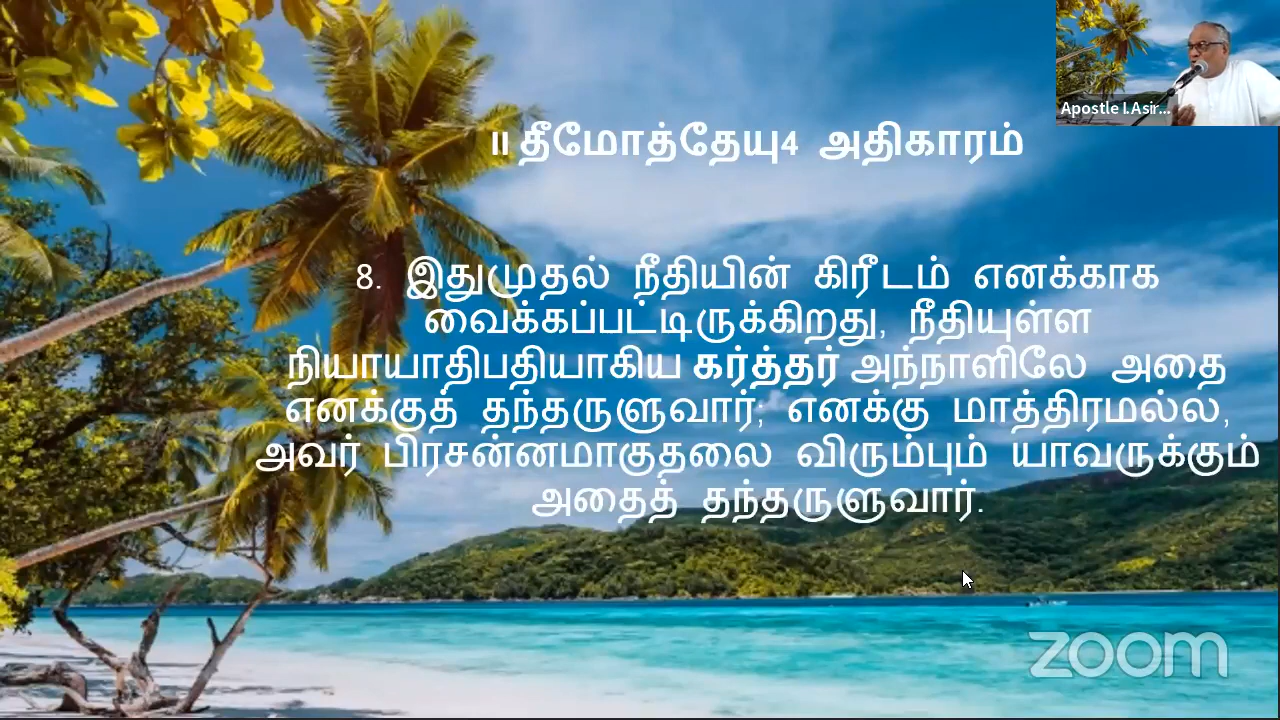 Apostle I.Asir...
II தீமோத்தேயு4 அதிகாரம்
8. இதுமுதல் நீதியின் கிரீடம் எனக்காக
வைக்கப்பட்டிருக்கிறது, நீதியுள்ள
நியாயாதிபதியாகிய கர்த்தர் அந்நாளிலே அதை
எனக்குத் தந்தருளுவார்; எனக்கு மாத்திரமல்ல,
அவர் பிரசன்னமாகுதலை விரும்பும் யாவருக்கும்
அதைத் தந்தருளுவார்.
zoom